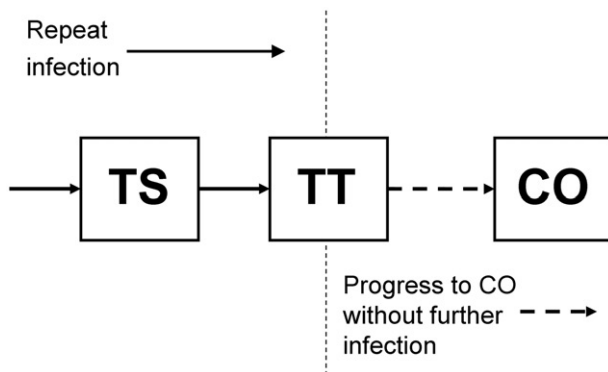 Repeat
infection
TS
TT
CO
Progress to CO
without further
infection